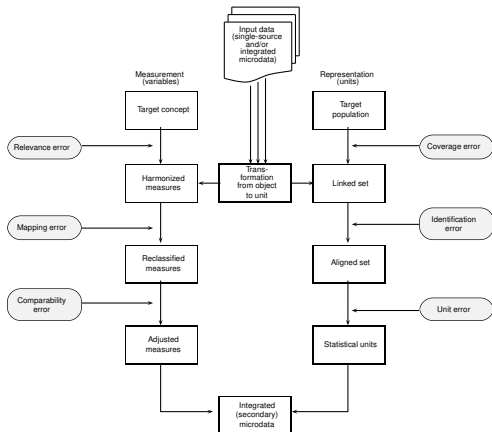 Input data
(single-source
and/or
integrated
microdata)
Measurement
(variables)
Representation
(units)
Target concept
Target
population
Relevance error
Coverage error
Harmonized
measures
Trans-
formation
from object
to unit
Linked set
Mapping error
Identification
error
Reclassified
measures
Aligned set
Comparability
error
Unit error
Adjusted
measures
Statistical units
Integrated
(secondary)
microdata